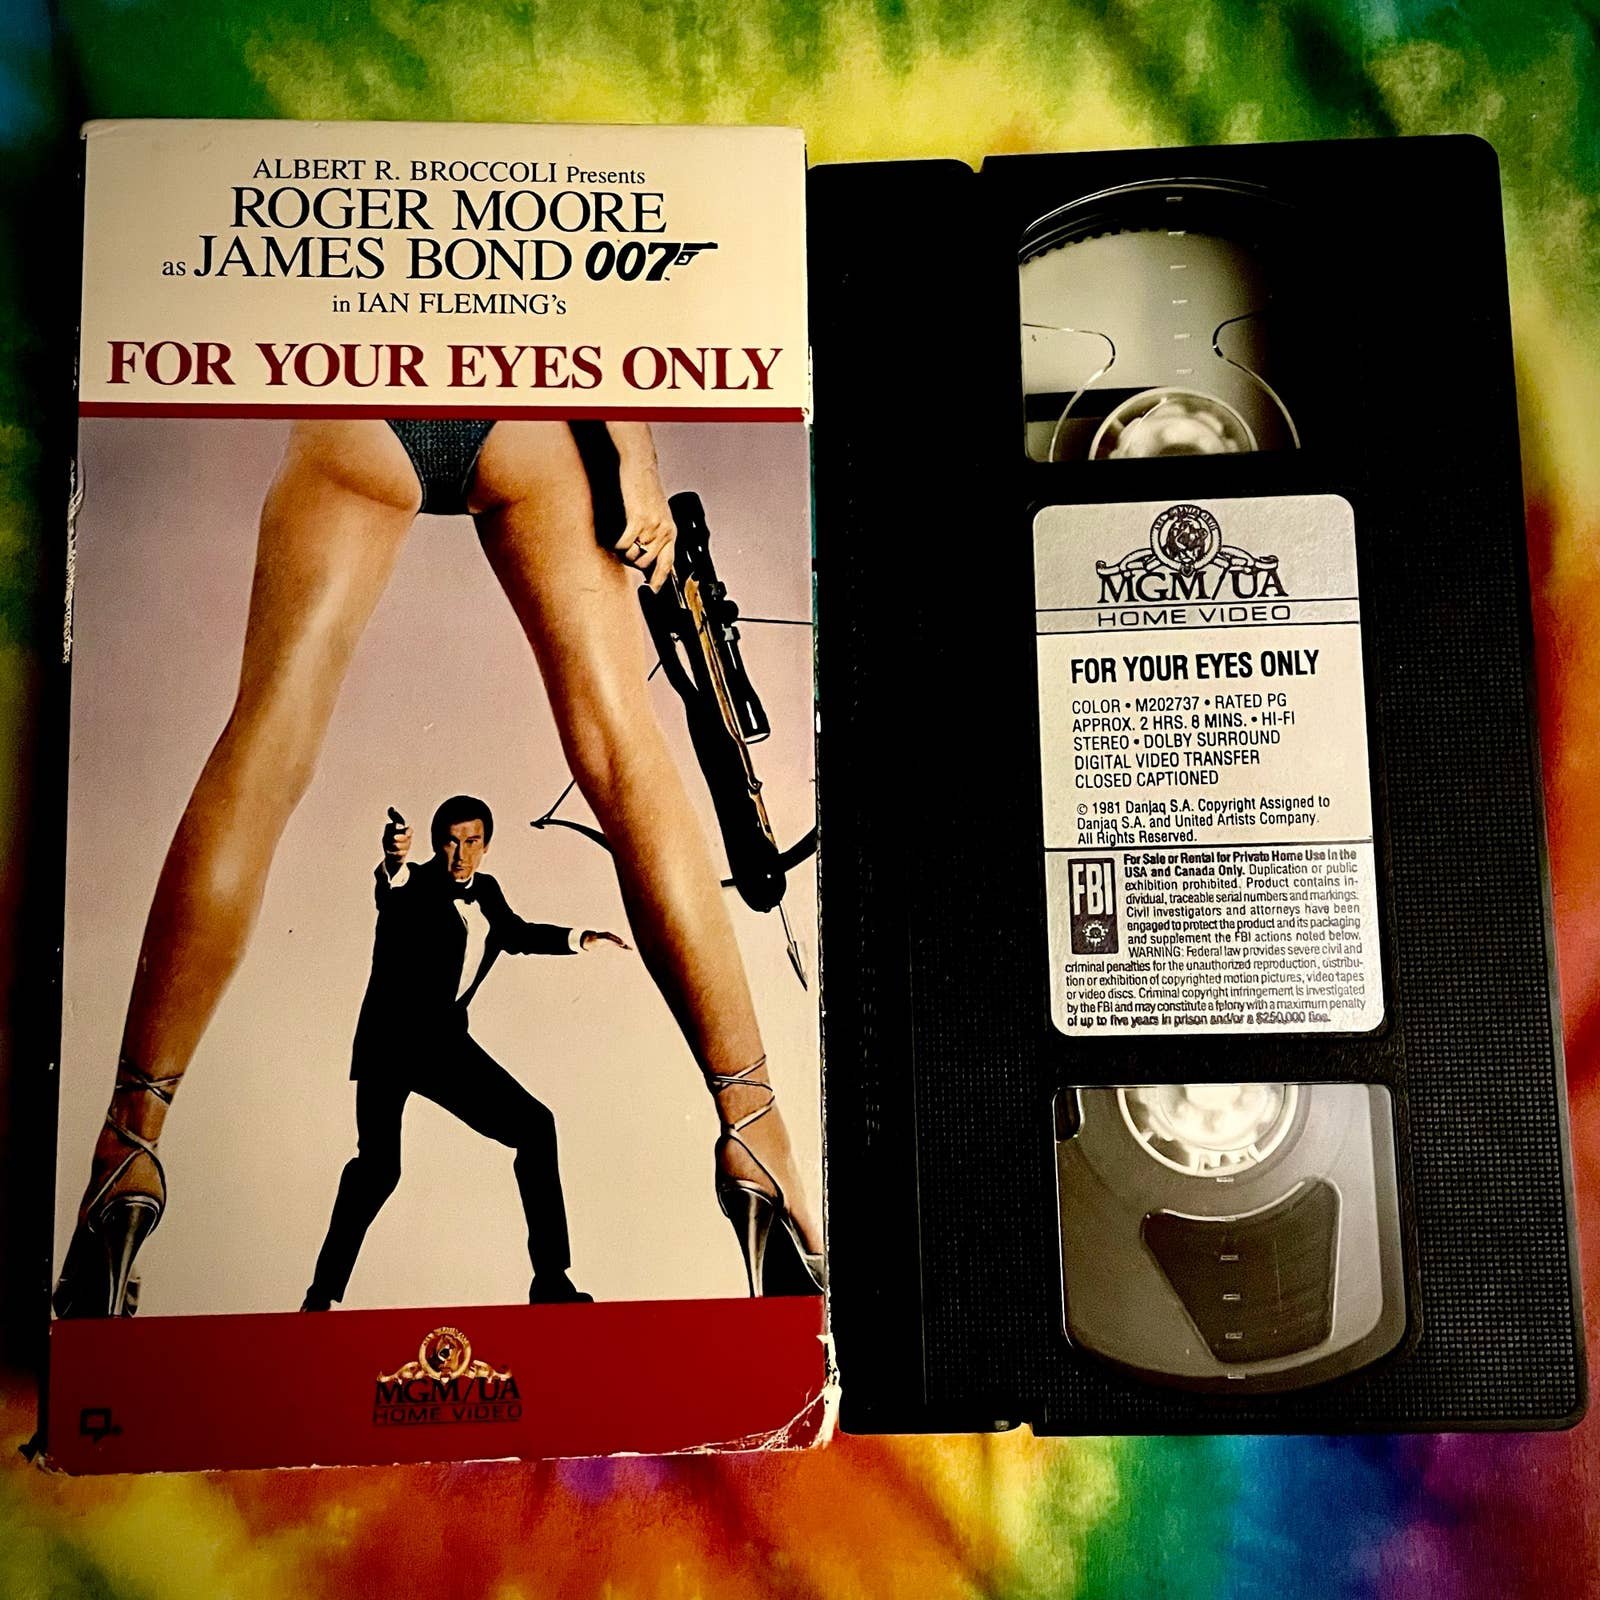 ALBERT R. BROCCOLI Presents
ROGER MOORE
as JAMES BOND 007
in IAN FLEMING's
FOR YOUR EYES ONLY
MGM/UA
HOME VIDEO
MGM/UA
HOME VIDEO
FOR YOUR EYES ONLY
COLOR • M202737 • RATED PG
APPROX. 2 HRS. 8 MINS. • HI-FI
STEREO • DOLBY SURROUND
DIGITAL VIDEO TRANSFER
CLOSED CAPTIONED
© 1981 Danjaq S.A. Copyright Assigned to
Danjaq S.A. and United Artists Company.
All Rights Reserved.
FBI
For Sale or Rental for Private Home Use In the
USA and Canada Only. Duplication or public
exhibition prohibited. Product contains in-
dividual, traceable serial numbers and markings.
Civil Investigators and attorneys have been
engaged to protect the product and its packaging
and supplement the FBI actions noted below.
WARNING: Federal law provides severe civil and
criminal penalties for the unauthorized reproduction, distribu-
tion or exhibition of copyrighted motion pictures, video tapes
or video discs. Criminal copyright infringement is investigated
by the FBI and may constitute a felony with a maximum penalty
of up to five years in prison and/or a $250,000 fine.